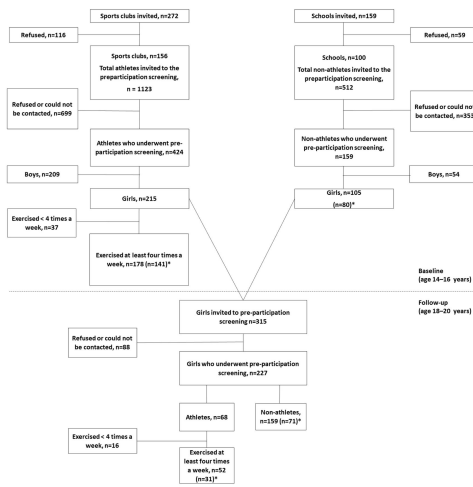 Sports clubs invited, n=272
Refused, n=116
Sports clubs, n=156
Total athletes invited to the
preparticipation screening,
n = 1123
Refused or could not
be contacted, n=699
Athletes who underwent pre-
participation screening, n=424
Boys, n=209
Girls, n=215
Exercised < 4 times a
week, n=37
Exercised at least four times
a week, n=178 (n=141)*
Schools invited, n=159
Refused, n=59
Schools, n=100
Total non-athletes invited to the
preparticipation screening,
n=512
Refused or could not
be contacted, n=353
Non-athletes who underwent
pre-participation screening,
n=159
Boys, n=54
Girls, n=105
(n=80)*
Baseline
(age 14–16 years)
Follow-up
(age 18–20 years)
Girls invited to pre-participation
screening n=315
Refused or could not
be contacted, n=88
Girls who underwent pre-participation
screening, n=227
Athletes, n=68
Non-athletes,
n=159 (n=71)*
Exercised < 4 times a
week, n=16
Exercised at
least four times
a week, n=52
(n=31)*